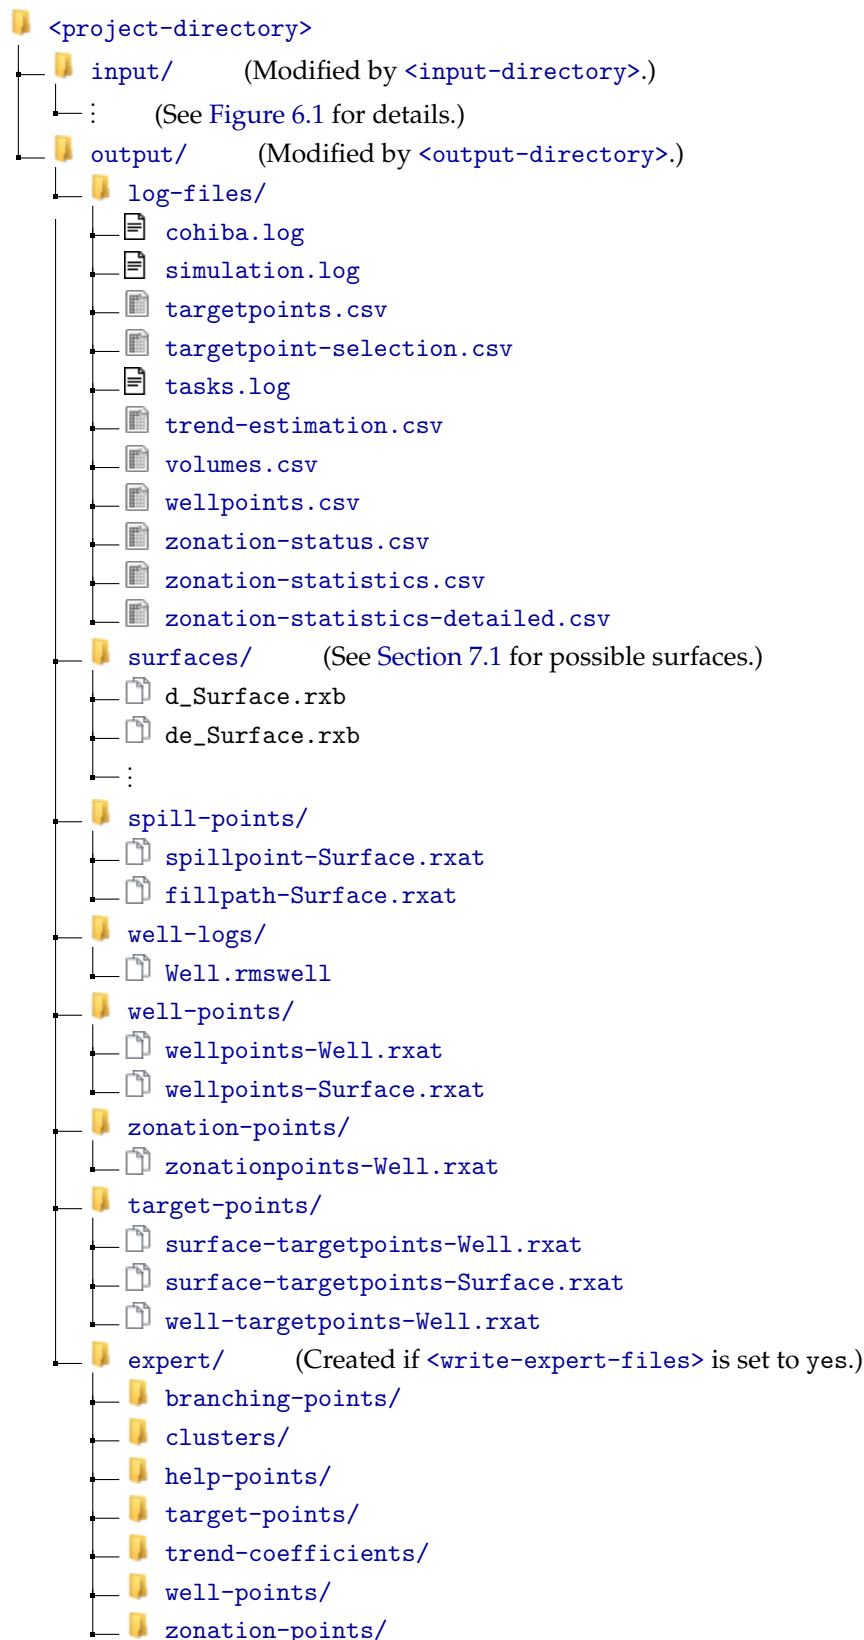 <project-directory>
input/ (Modified by <input-directory>.)
⋮ (See Figure 6.1 for details.)
output/ (Modified by <output-directory>.)
log-files/
cohiba.log
simulation.log
targetpoints.csv
targetpoint-selection.csv
tasks.log
trend-estimation.csv
volumes.csv
wellpoints.csv
zonation-status.csv
zonation-statistics.csv
zonation-statistics-detailed.csv
surfaces/ (See Section 7.1 for possible surfaces.)
d_Surface.rxb
de_Surface.rxb
⋮
spill-points/
spillpoint-Surface.rxat
fillpath-Surface.rxat
well-logs/
Well.rmswell
well-points/
wellpoints-Well.rxat
wellpoints-Surface.rxat
zonation-points/
zonationpoints-Well.rxat
target-points/
surface-targetpoints-Well.rxat
surface-targetpoints-Surface.rxat
well-targetpoints-Well.rxat
expert/ (Created if <write-expert-files> is set to yes.)
branching-points/
clusters/
help-points/
target-points/
trend-coefficients/
well-points/
zonation-points/